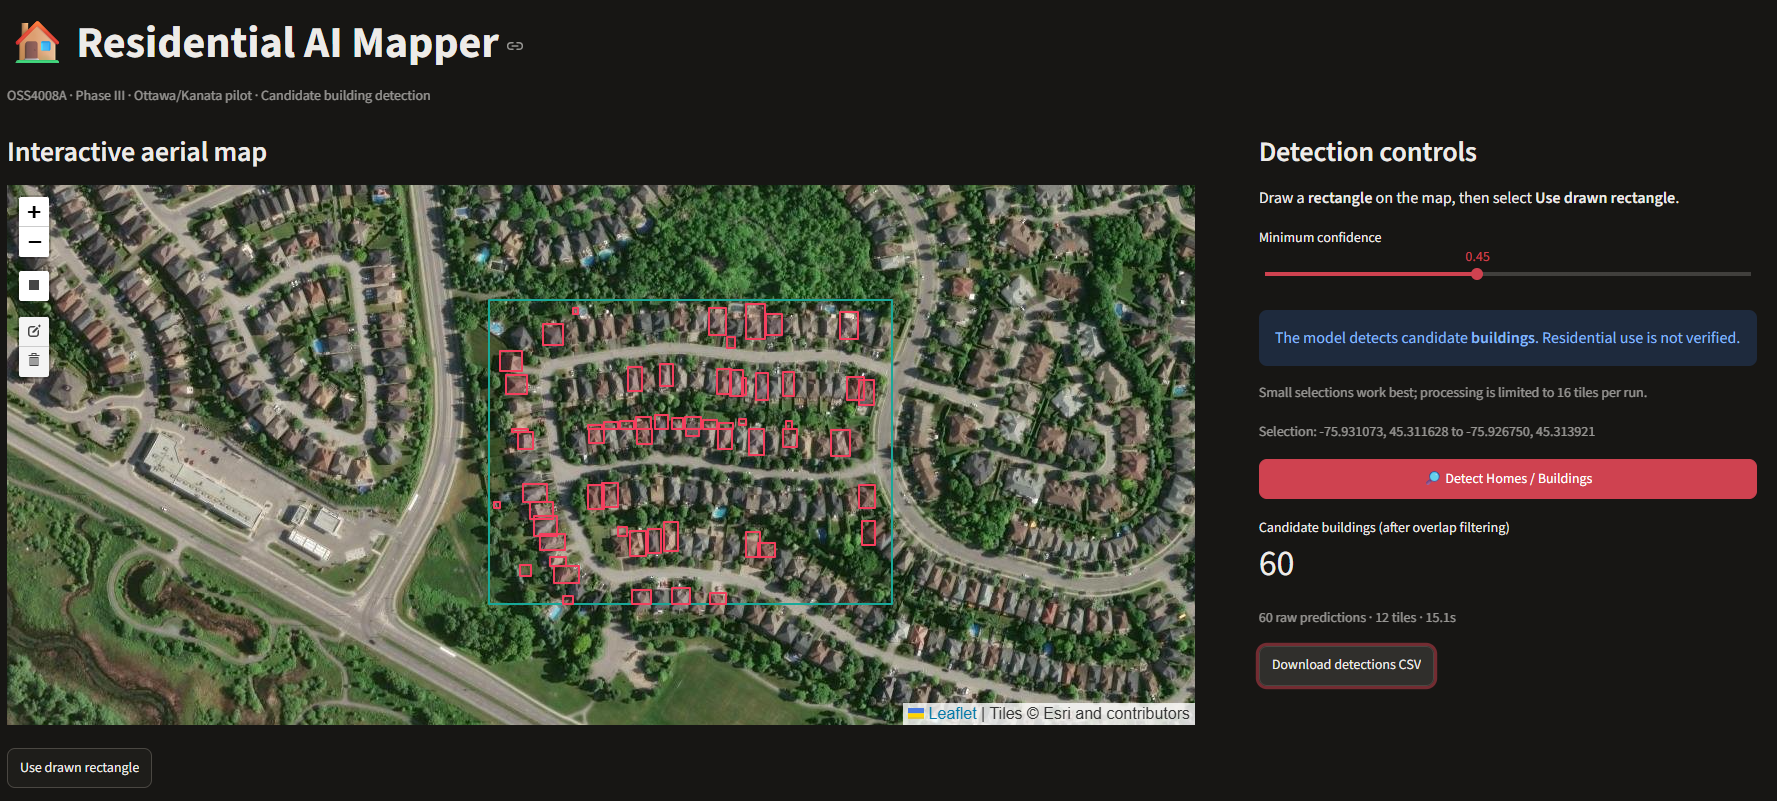 Residential AI Mapper
OSS4008A · Phase III · Ottawa/Kanata pilot · Candidate building detection
Interactive aerial map
+
−
Leaflet | Tiles © Esri and contributors
Use drawn rectangle
Detection controls
Draw a rectangle on the map, then select Use drawn rectangle.
Minimum confidence
0.45
The model detects candidate buildings. Residential use is not verified.
Small selections work best; processing is limited to 16 tiles per run.
Selection: -75.931073, 45.311628 to -75.926750, 45.313921
Detect Homes / Buildings
Candidate buildings (after overlap filtering)
60
60 raw predictions · 12 tiles · 15.1s
Download detections CSV